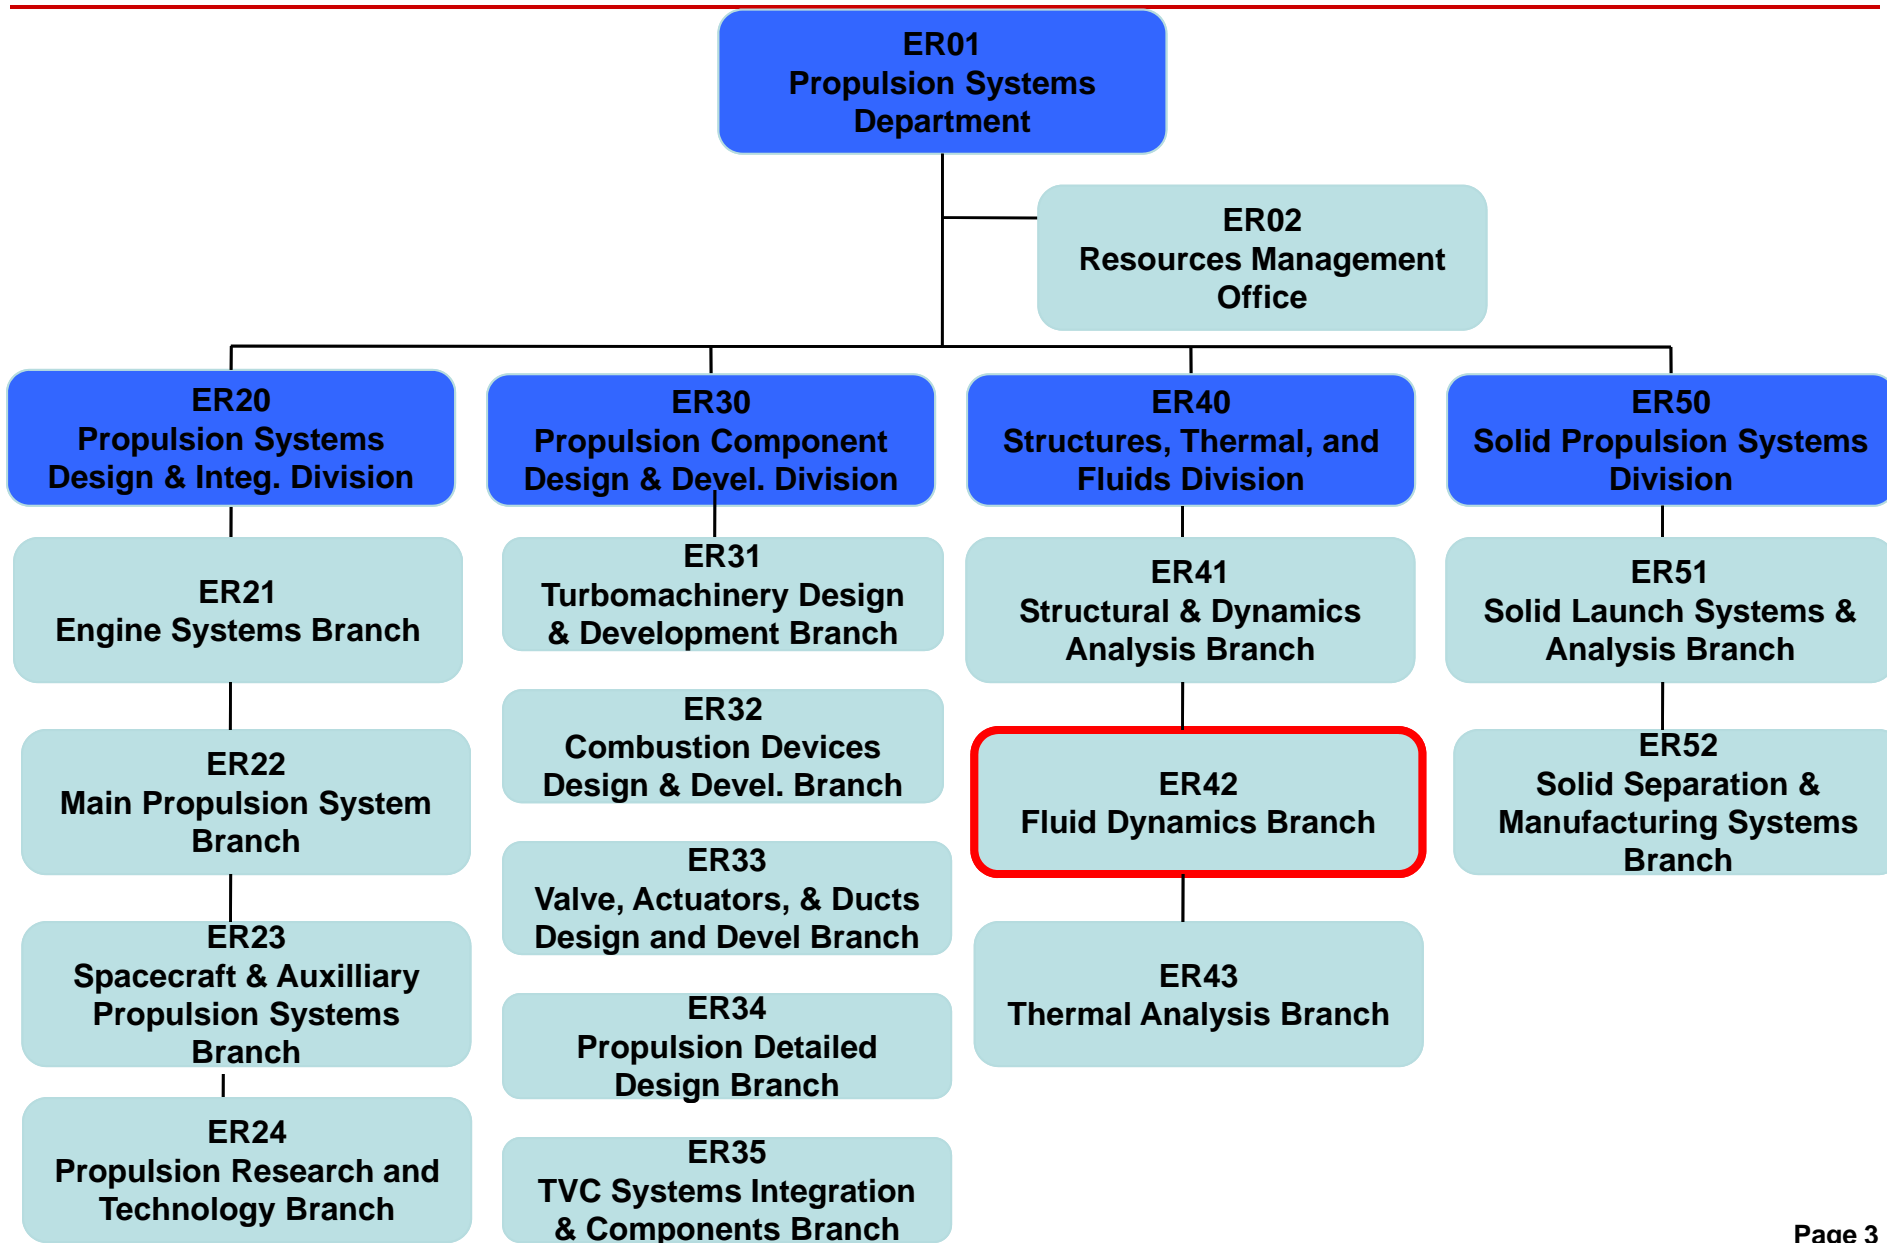 ER01
Propulsion Systems
Department
ER02
Resources Management
Office
ER20
Propulsion Systems
Design & Integ. Division
ER30
Propulsion Component
Design & Devel. Division
ER40
Structures, Thermal, and
Fluids Division
ER50
Solid Propulsion Systems
Division
ER21
Engine Systems Branch
ER22
Main Propulsion System
Branch
ER23
Spacecraft & Auxilliary
Propulsion Systems
Branch
ER24
Propulsion Research and
Technology Branch
ER31
Turbomachinery Design
& Development Branch
ER32
Combustion Devices
Design & Devel. Branch
ER33
Valve, Actuators, & Ducts
Design and Devel Branch
ER34
Propulsion Detailed
Design Branch
ER35
TVC Systems Integration
& Components Branch
ER41
Structural & Dynamics
Analysis Branch
ER42
Fluid Dynamics Branch
ER43
Thermal Analysis Branch
ER51
Solid Launch Systems &
Analysis Branch
ER52
Solid Separation &
Manufacturing Systems
Branch
Page 3